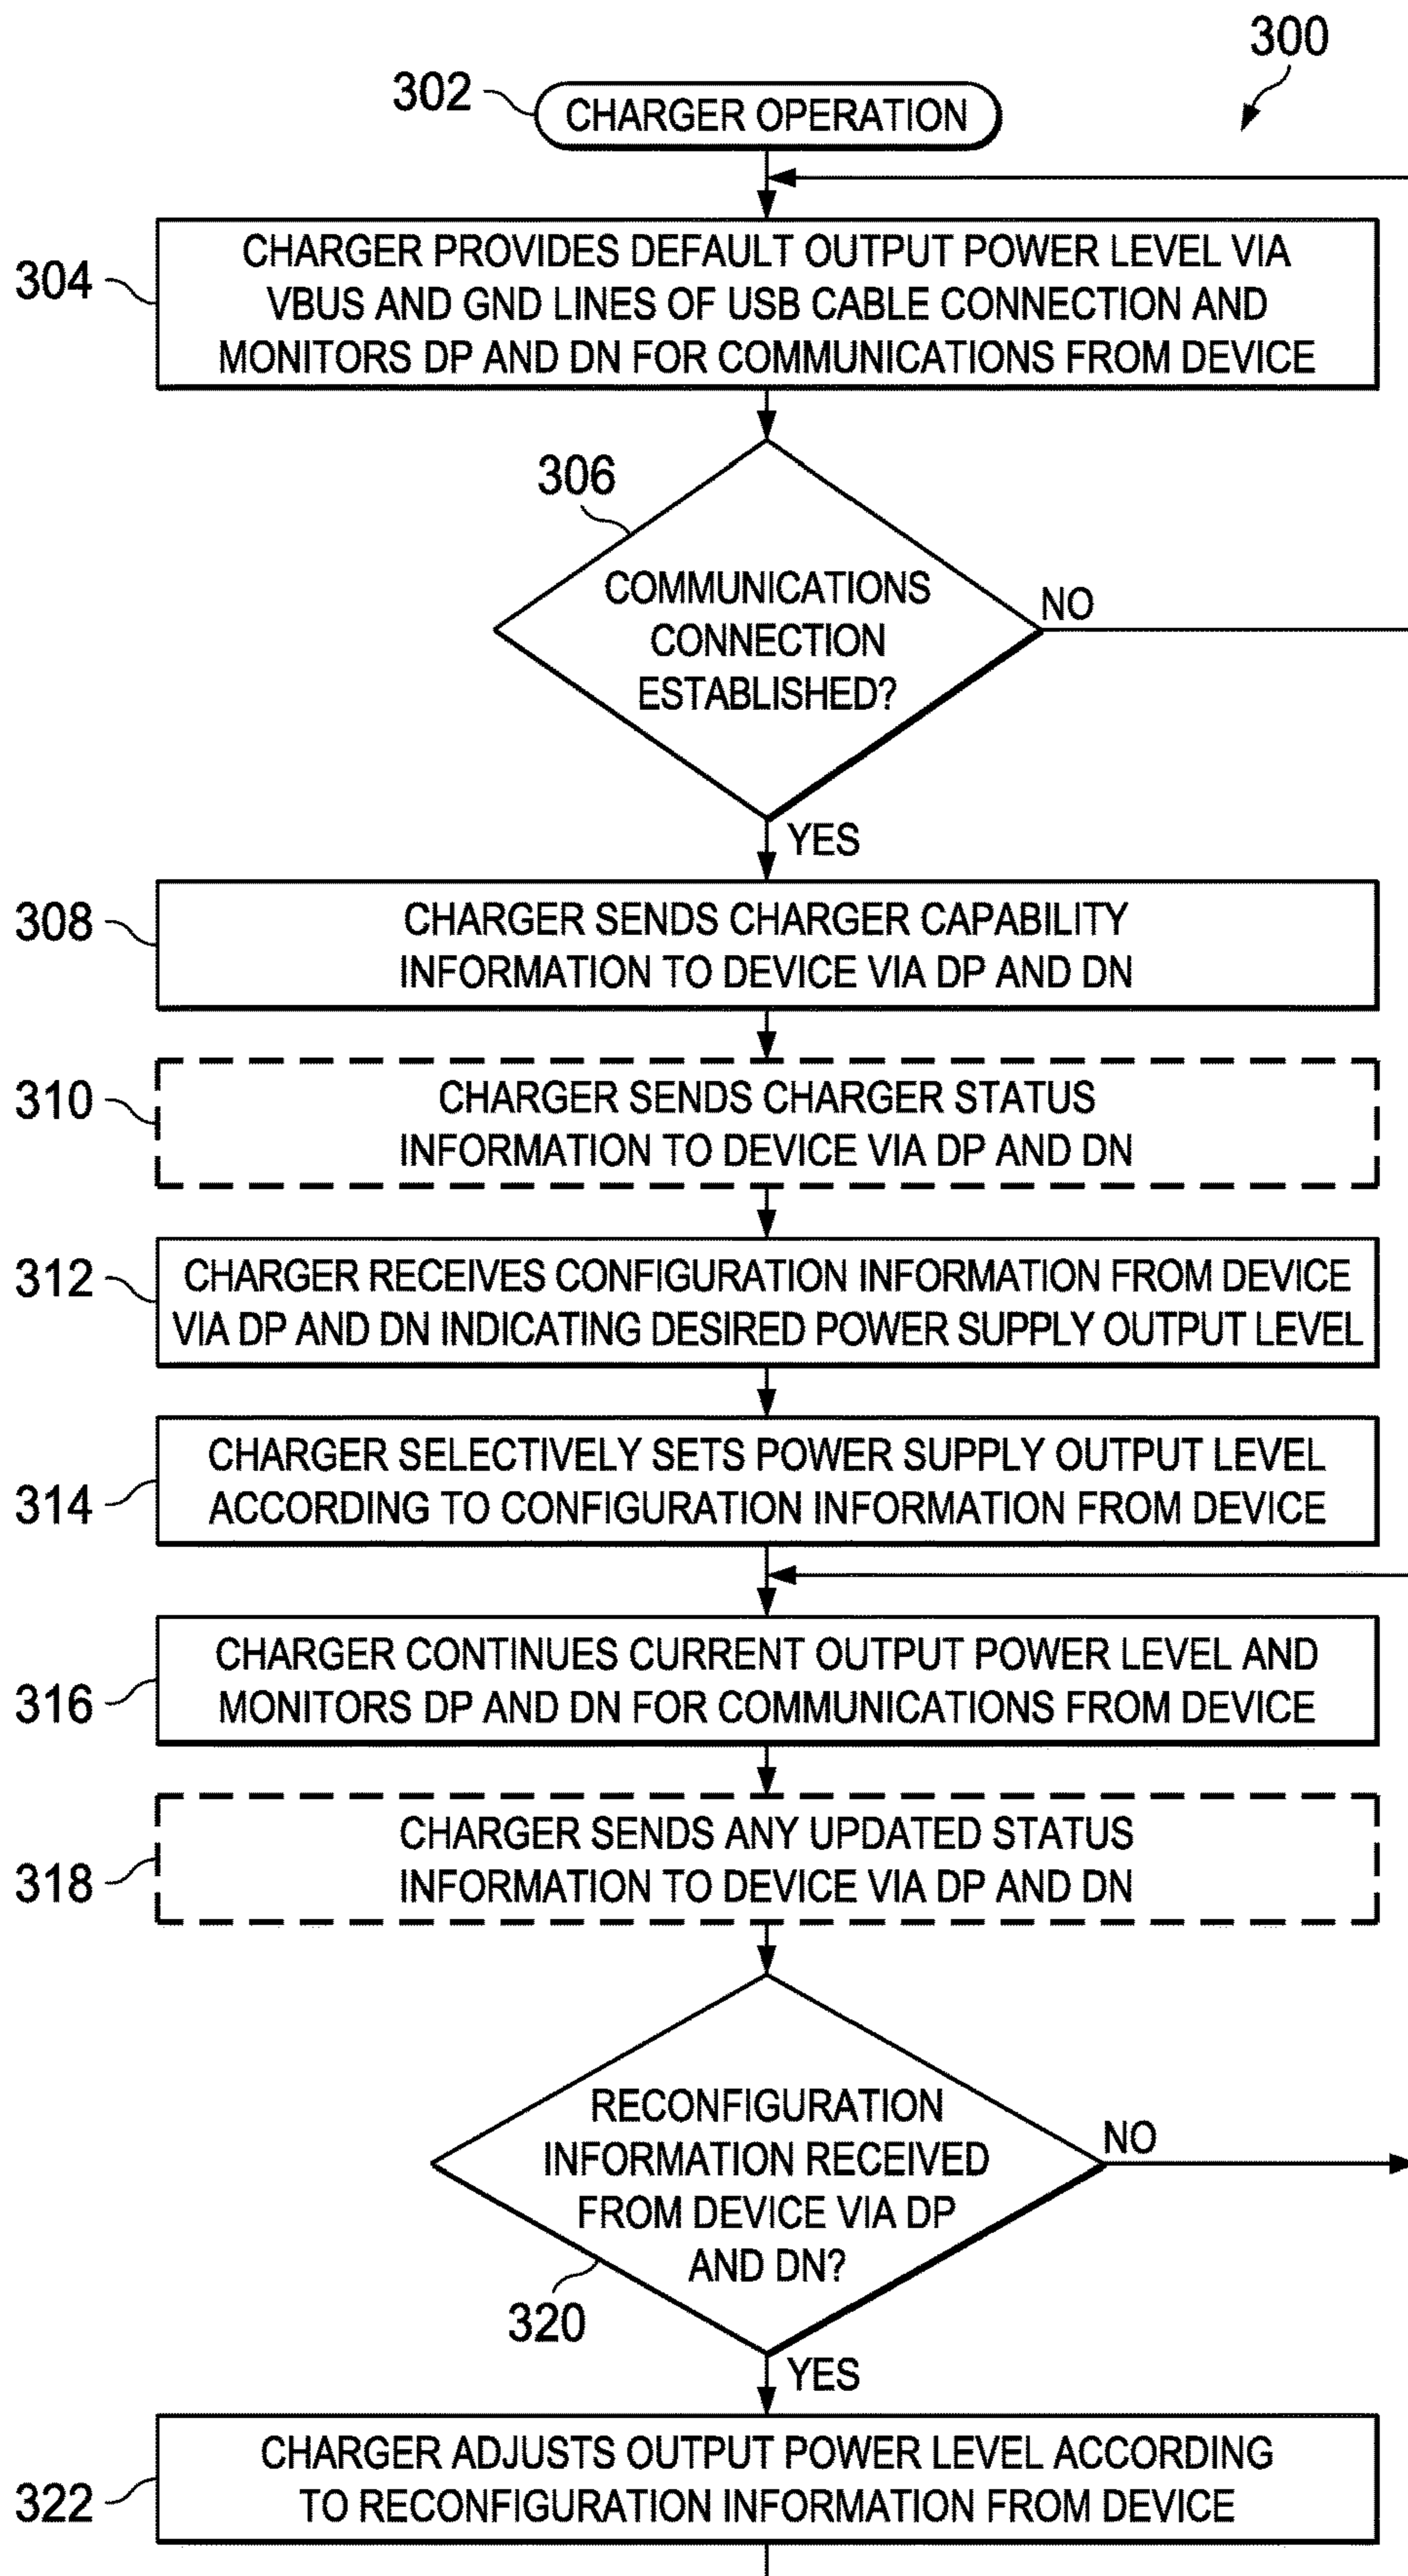 300
302
CHARGER OPERATION
304
CHARGER PROVIDES DEFAULT OUTPUT POWER LEVEL VIA
VBUS AND GND LINES OF USB CABLE CONNECTION AND
MONITORS DP AND DN FOR COMMUNICATIONS FROM DEVICE
306
COMMUNICATIONS
CONNECTION
ESTABLISHED?
NO
YES
308
CHARGER SENDS CHARGER CAPABILITY
INFORMATION TO DEVICE VIA DP AND DN
310
CHARGER SENDS CHARGER STATUS
INFORMATION TO DEVICE VIA DP AND DN
312
CHARGER RECEIVES CONFIGURATION INFORMATION FROM DEVICE
VIA DP AND DN INDICATING DESIRED POWER SUPPLY OUTPUT LEVEL
314
CHARGER SELECTIVELY SETS POWER SUPPLY OUTPUT LEVEL
ACCORDING TO CONFIGURATION INFORMATION FROM DEVICE
316
CHARGER CONTINUES CURRENT OUTPUT POWER LEVEL AND
MONITORS DP AND DN FOR COMMUNICATIONS FROM DEVICE
318
CHARGER SENDS ANY UPDATED STATUS
INFORMATION TO DEVICE VIA DP AND DN
RECONFIGURATION
INFORMATION RECEIVED
FROM DEVICE VIA DP
AND DN?
NO
320
YES
322
CHARGER ADJUSTS OUTPUT POWER LEVEL ACCORDING
TO RECONFIGURATION INFORMATION FROM DEVICE